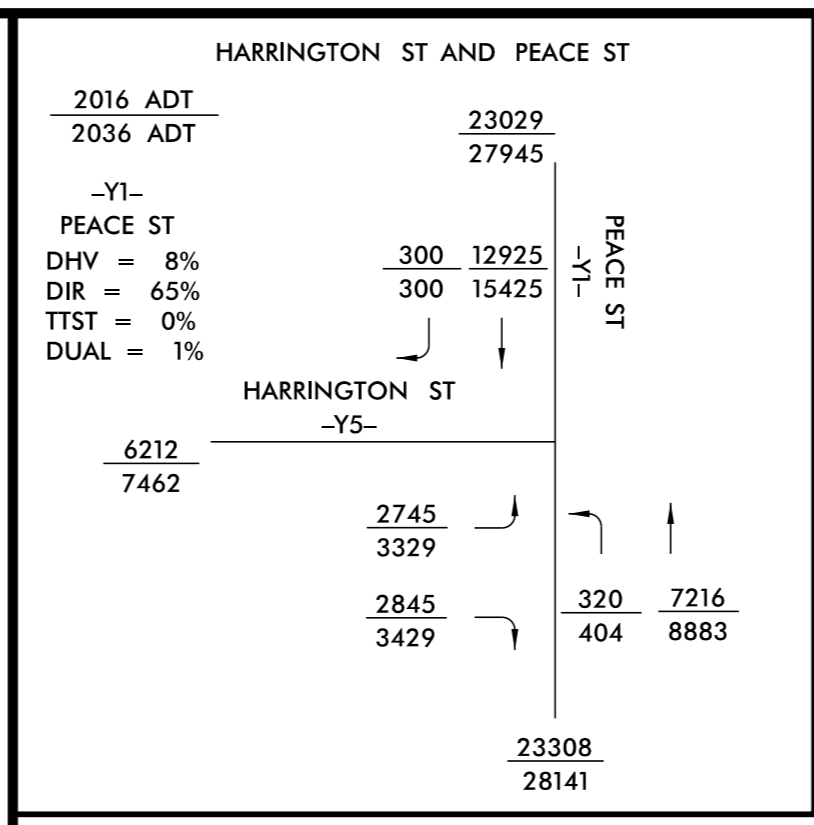 HARRINGTON ST AND PEACE ST
2016 ADT
2036 ADT
–Y1–
PEACE ST
DHV = 8%
DIR = 65%
TTST = 0%
DUAL = 1%
23029
27945
300 12925
300 15425
PEACE ST
–Y1–
HARRINGTON ST
–Y5–
6212
7462
2745
3329
2845
3429
320 7216
404 8883
23308
28141